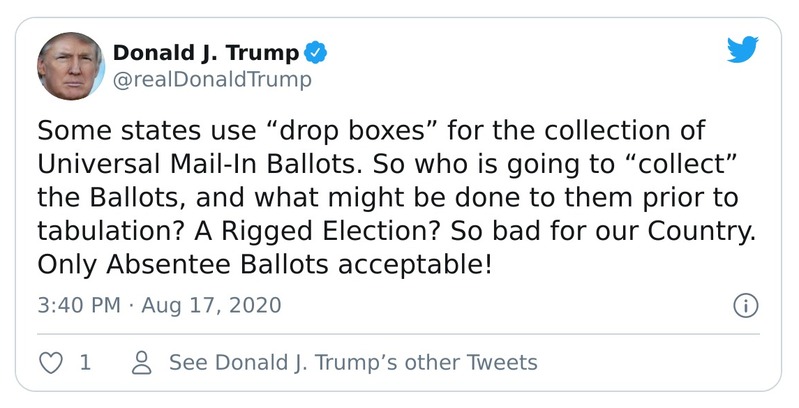 Donald J. Trump
@realDonaldTrump
Some states use “drop boxes” for the collection of
Universal Mail-In Ballots. So who is going to “collect”
the Ballots, and what might be done to them prior to
tabulation? A Rigged Election? So bad for our Country.
Only Absentee Ballots acceptable!
3:40 PM · Aug 17, 2020
1 See Donald J. Trump’s other Tweets